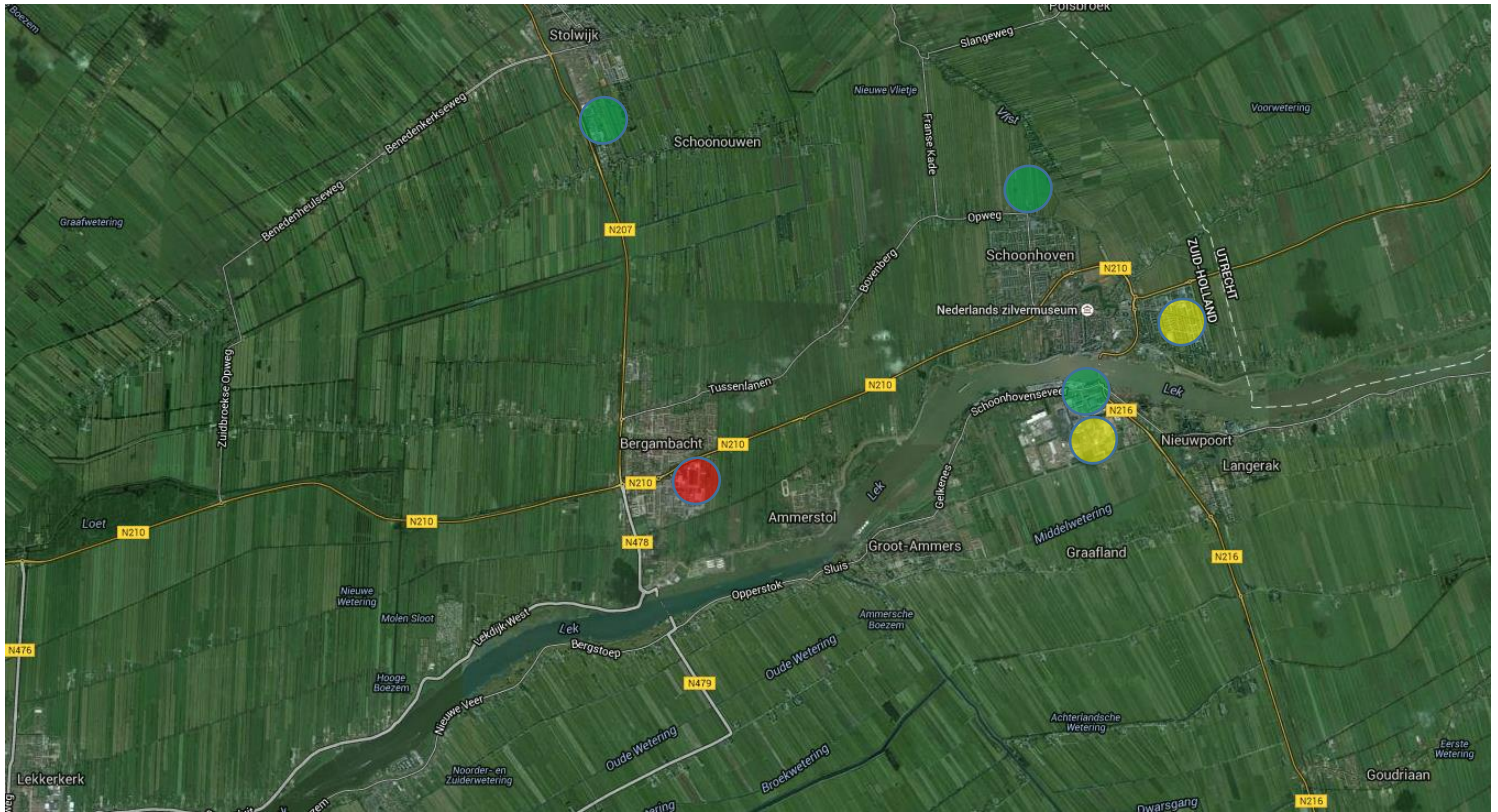 Boezem
Polsbroek
Slangeweg
Stolwijk
Nieuwe Vlietje
Voorwetering
Vlist
Benedenkerkseweg
Franse Kade
Schoonouwen
Benedenheulseweg
Graafwetering
Opweg
N207
Schoonhoven
UTRECHT
ZUID-HOLLAND
N210
Bovenberg
Nederlands zilvermuseum
Zuidbroekse Opweg
Tussenlanen
N210
Lek
N216
Bergambacht
N210
Nieuwpoort
Langerak
N210
Gelkenes
Lek
Ammerstol
Middelwetering
Loet
N210
N210
N478
Groot-Ammers
Graafland
N216
Sluis
Opperstok
Nieuwe
Wetering
Molen Sloot
Lekdijk-West
Lek
Ammersche
Boezem
Bergstoep
N476
Oude Wetering
Hooge
Boezem
N479
Nieuwe Veer
Achterlandsche
Wetering
Oude Wetering
Eerste
Wetering
Lekkerkerk
Noorder- en
Zuiderwetering
Broekwetering
Goudriaan
N216
Dwarsgang